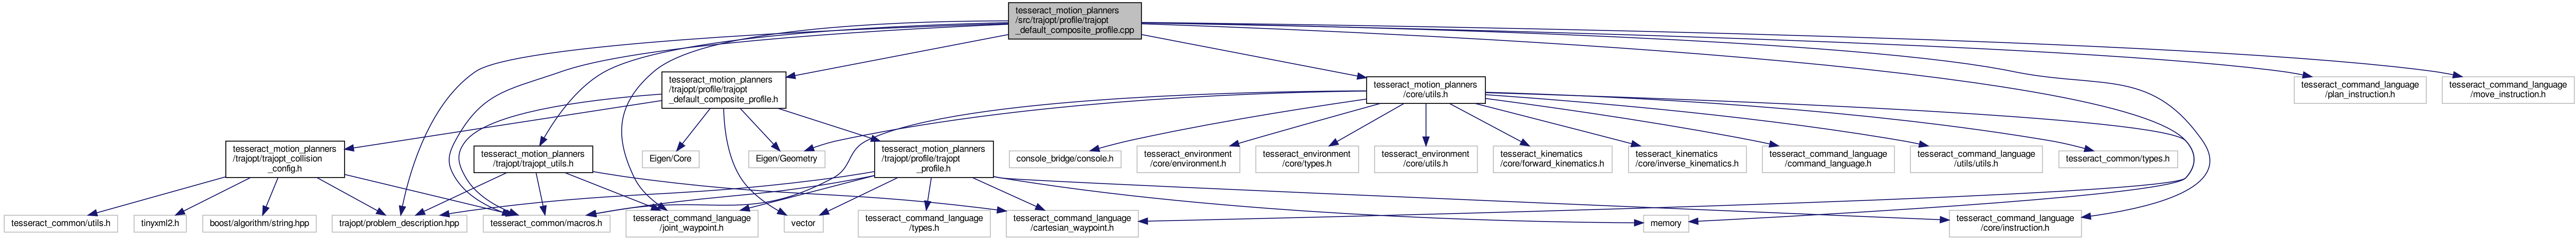 tesseract_motion_planners
/src/trajopt/profile/trajopt
_default_composite_profile.cpp
tesseract_motion_planners
/trajopt/profile/trajopt
_default_composite_profile.h
tesseract_motion_planners
/core/utils.h
tesseract_command_language
/plan_instruction.h
tesseract_command_language
/move_instruction.h
tesseract_motion_planners
/trajopt/trajopt_collision
_config.h
tesseract_motion_planners
/trajopt/trajopt_utils.h
Eigen/Core
Eigen/Geometry
tesseract_motion_planners
/trajopt/profile/trajopt
_profile.h
console_bridge/console.h
tesseract_environment
/core/environment.h
tesseract_environment
/core/types.h
tesseract_environment
/core/utils.h
tesseract_kinematics
/core/forward_kinematics.h
tesseract_kinematics
/core/inverse_kinematics.h
tesseract_command_language
/command_language.h
tesseract_command_language
/utils/utils.h
tesseract_common/types.h
tesseract_common/utils.h
tinyxml2.h
boost/algorithm/string.hpp
trajopt/problem_description.hpp
tesseract_common/macros.h
tesseract_command_language
/joint_waypoint.h
vector
tesseract_command_language
/types.h
tesseract_command_language
/cartesian_waypoint.h
memory
tesseract_command_language
/core/instruction.h